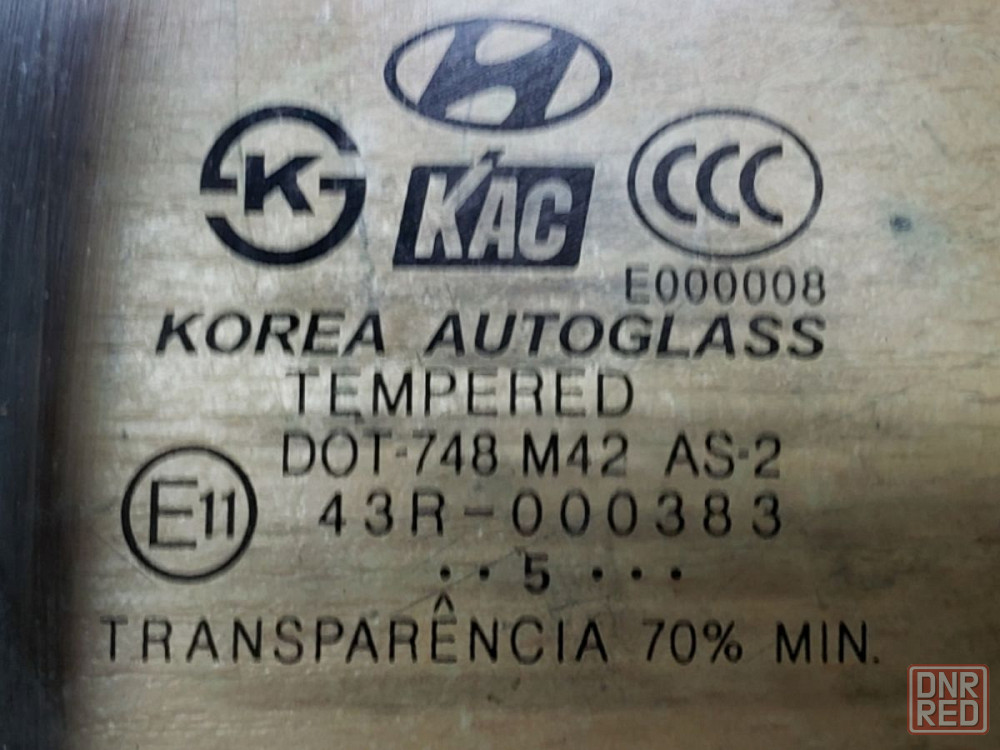 K
KAC
CCC
E000008
KOREA AUTOGLASS
TEMPERED
DOT-748 M42 AS-2
E11
43R-000383
··5···
TRANSPARÊNCIA 70% MIN.
DNR
RED